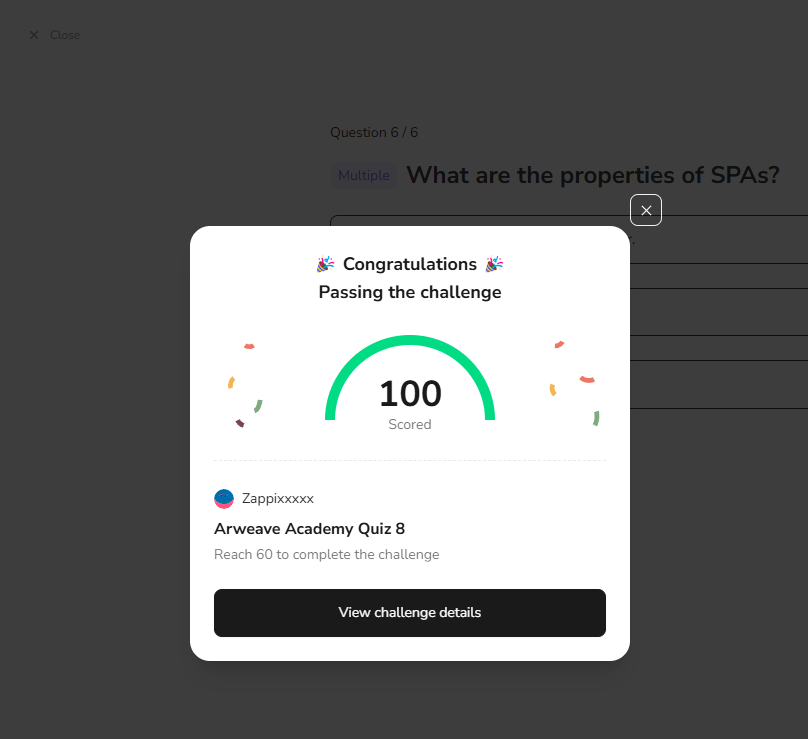 Close
Question 6 / 6
Multiple What are the properties of SPAs?
Congratulations
Passing the challenge
100
Scored
Zappixxxxx
Arweave Academy Quiz 8
Reach 60 to complete the challenge
View challenge details